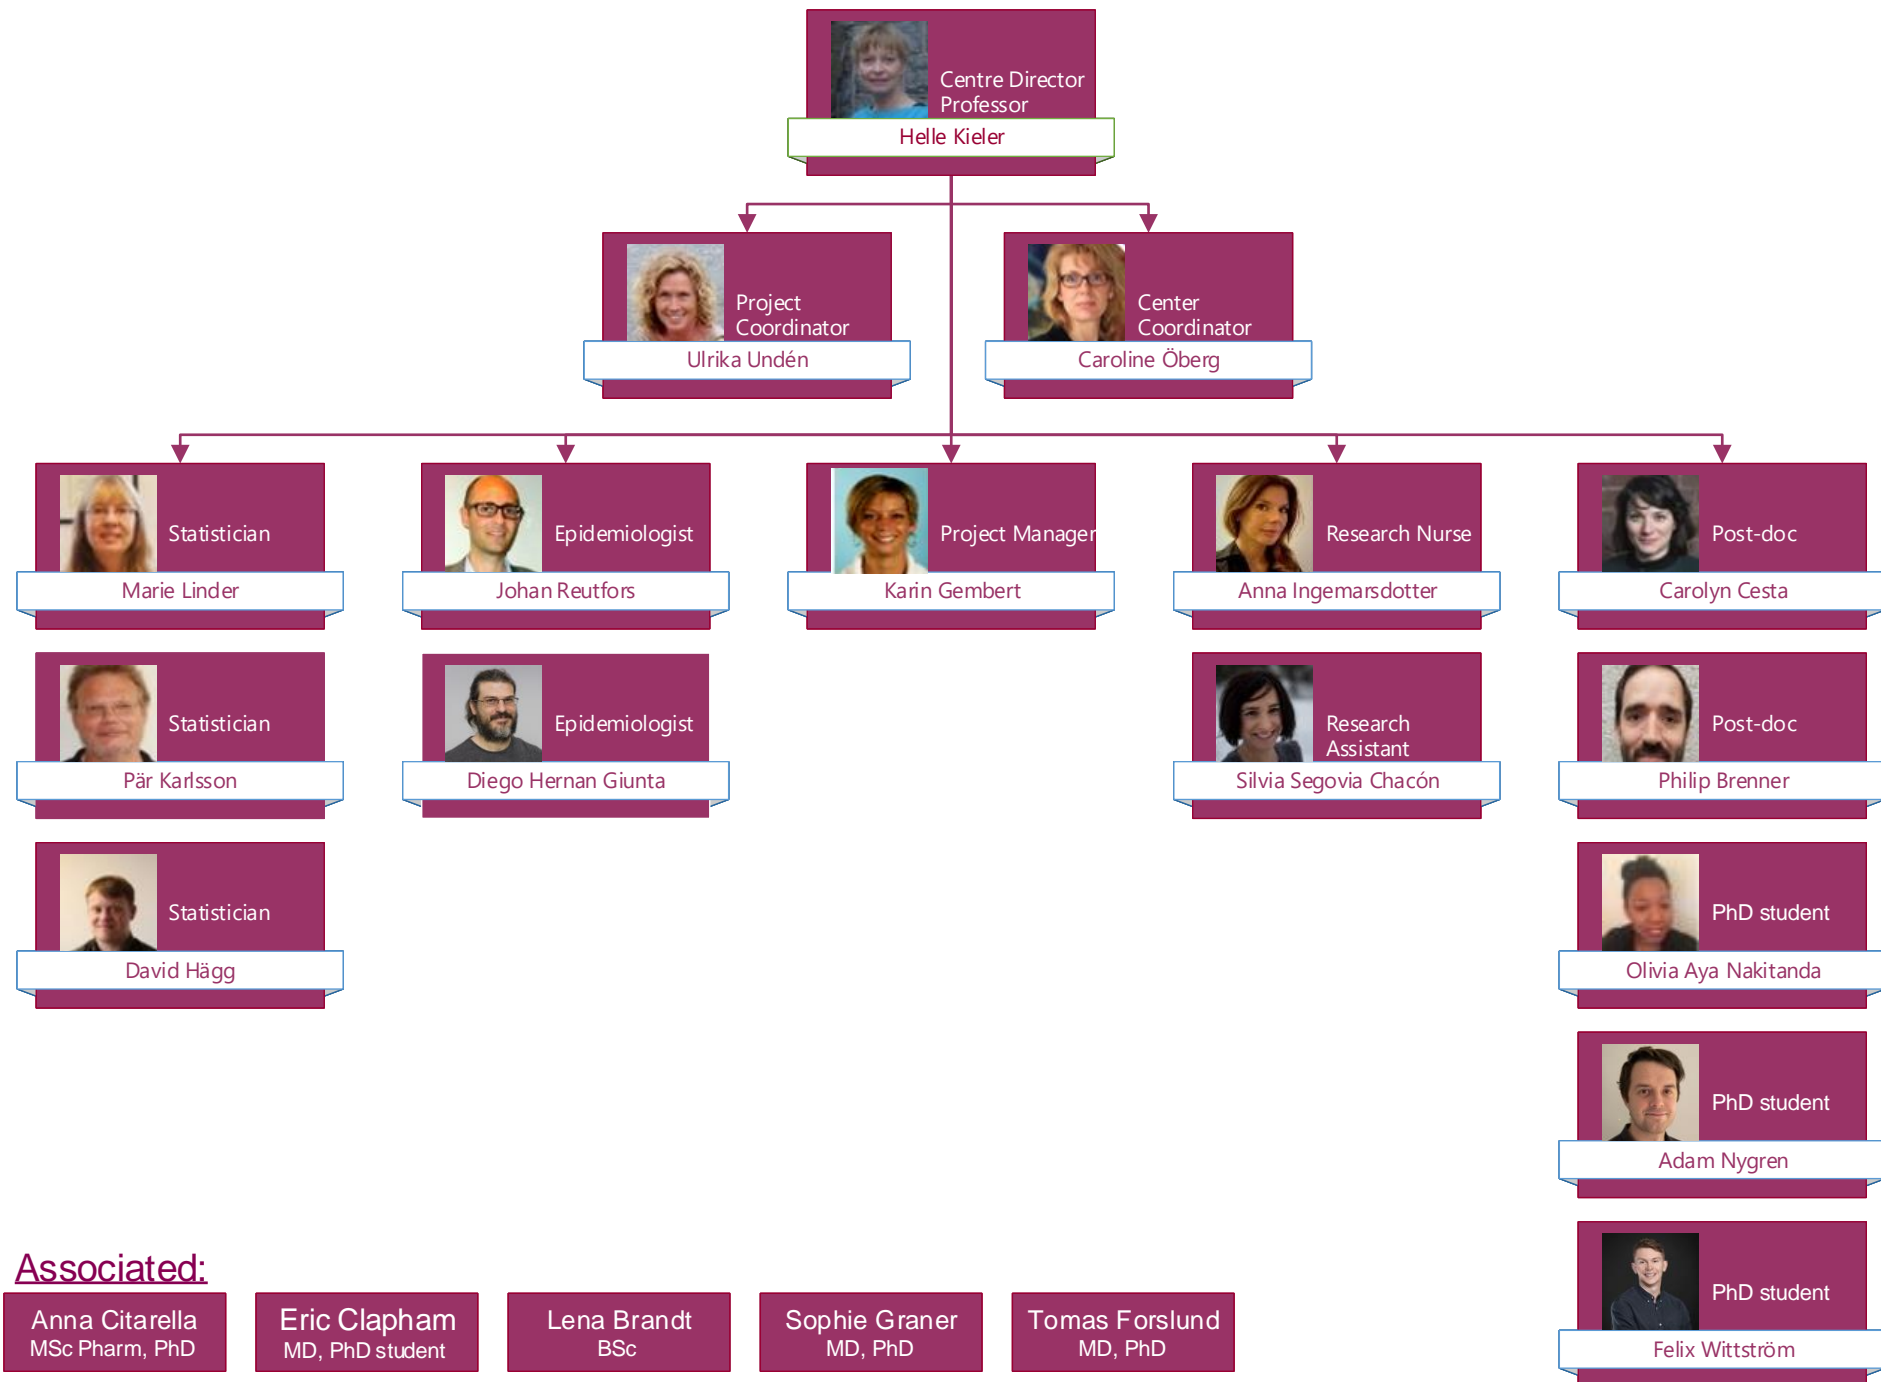 Centre Director
Professor
Helle Kieler
Project
Coordinator
Ulrika Undén
Center
Coordinator
Caroline Öberg
Statistician
Marie Linder
Epidemiologist
Johan Reutfors
Project Manager
Karin Gembert
Research Nurse
Anna Ingemarsdotter
Post-doc
Carolyn Cesta
Statistician
Pär Karlsson
Epidemiologist
Diego Hernan Giunta
Research
Assistant
Silvia Segovia Chacón
Post-doc
Philip Brenner
Statistician
David Hägg
PhD student
Olivia Aya Nakitanda
PhD student
Adam Nygren
PhD student
Felix Wittström
Associated:
Anna Citarella
MSc Pharm, PhD
Eric Clapham
MD, PhD student
Lena Brandt
BSc
Sophie Graner
MD, PhD
Tomas Forslund
MD, PhD